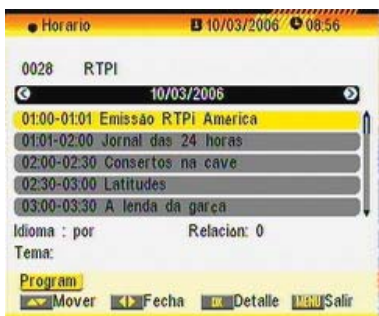 Horario 10/03/2006 08:56
0028 RTPI
10/03/2006
01:00-01:01 Emissão RTPi America
01:01-02:00 Jornal das 24 horas
02:00-02:30 Consertos na cave
02:30-03:00 Latitudes
03:00-03:30 A lenda da garça
Idioma : por Relacion: 0
Tema:
Program
Mover Fecha OK Detalle MENU Salir